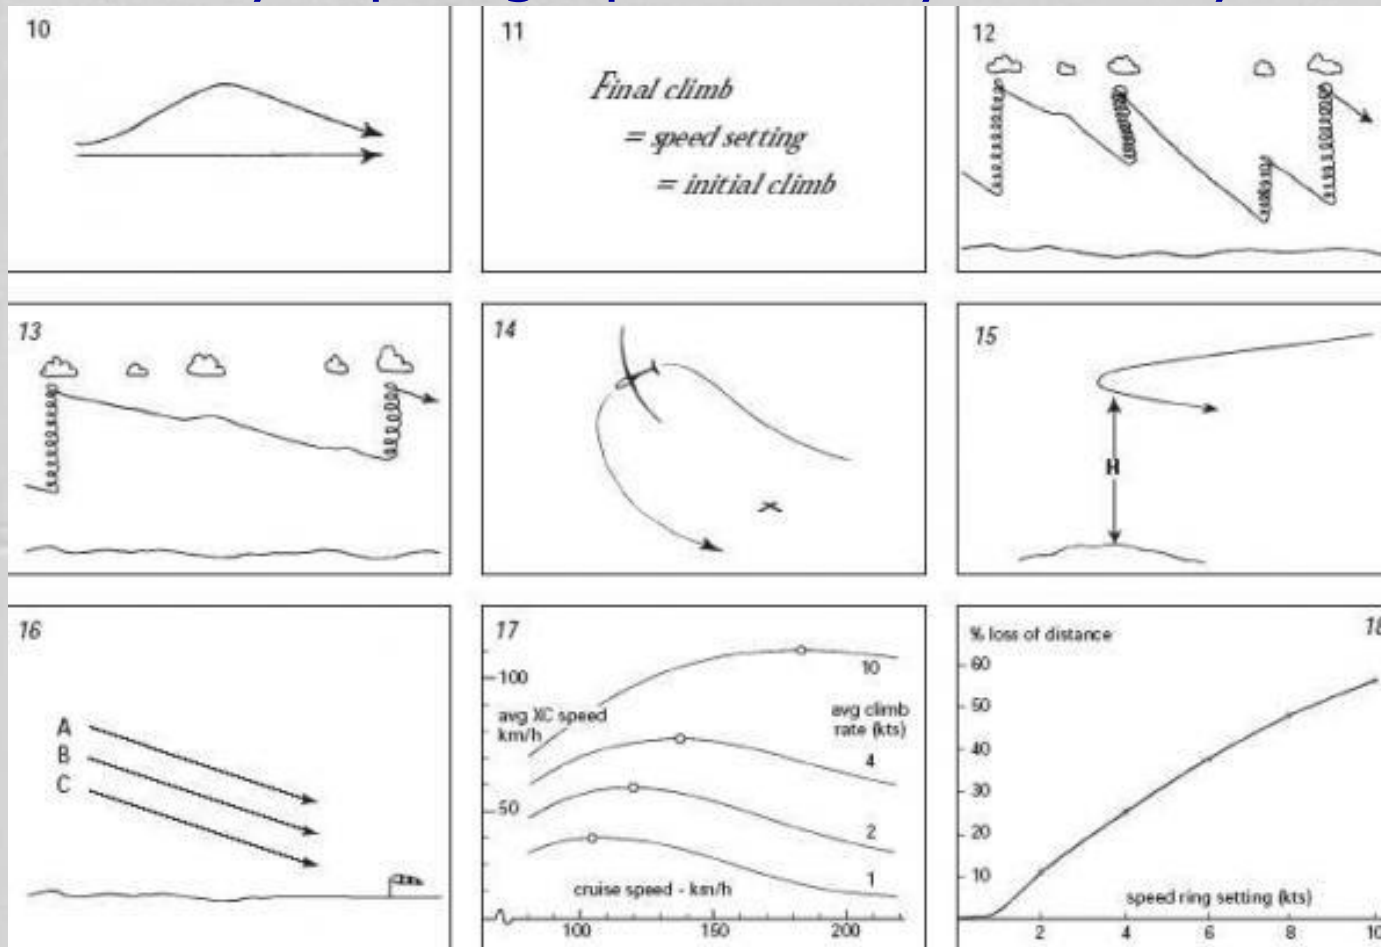 10
11
Final climb
= speed setting
= initial climb
12
13
14
15
H
16
A
B
C
17
100
avg XC speed
km/h
50
avg climb
rate (kts)
10
4
2
1
cruise speed - km/h
100
150
200
18
% loss of distance
60
50
40
30
20
10
speed ring setting (kts)
2
4
6
8
10